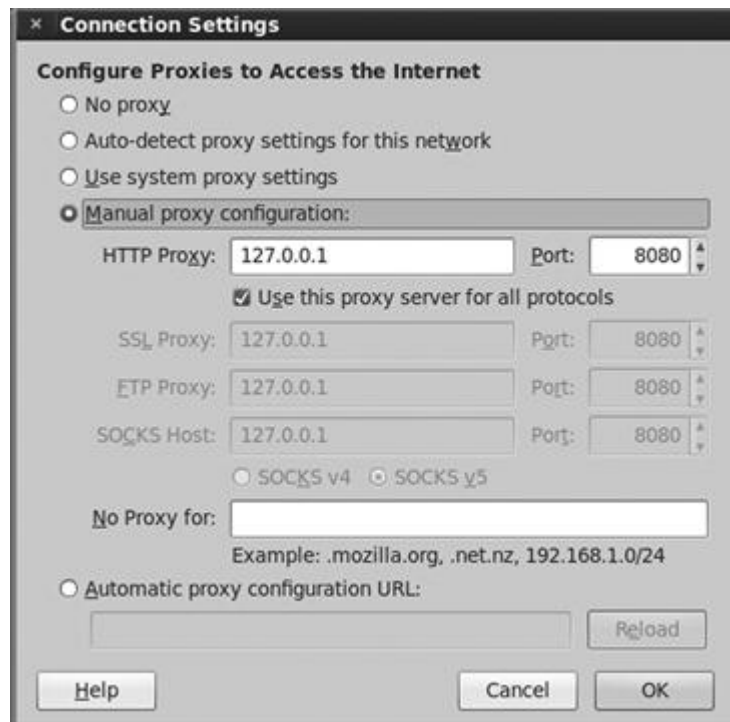 × Connection Settings
Configure Proxies to Access the Internet
No proxy
Auto-detect proxy settings for this network
Use system proxy settings
Manual proxy configuration:
HTTP Proxy: 127.0.0.1 Port: 8080
Use this proxy server for all protocols
SSL Proxy: 127.0.0.1 Port: 8080
FTP Proxy: 127.0.0.1 Port: 8080
SOCKS Host: 127.0.0.1 Port: 8080
SOCKS v4 SOCKS v5
No Proxy for:
Example: .mozilla.org, .net.nz, 192.168.1.0/24
Automatic proxy configuration URL:
Reload
Help Cancel OK